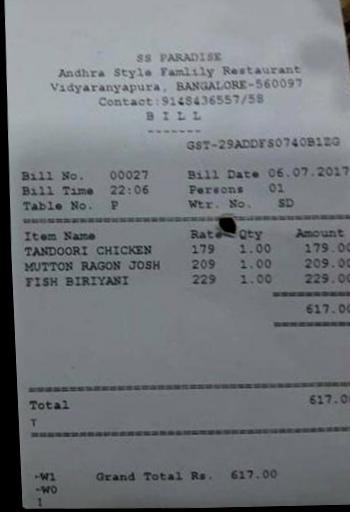 SS PARADISE
Andhra Style Famlily Restaurant
Vidyaranyapura, BANGALORE-560097
Contact:9148436557/58
B I L L
-------
GST-29ADDFS0740B1ZG
Bill No. 00027 Bill Date 06.07.2017
Bill Time 22:06 Persons 01
Table No. P Wtr. No. SD
Item Name Rate Qty Amount
TANDOORI CHICKEN 179 1.00 179.00
MUTTON RAGON JOSH 209 1.00 209.00
FISH BIRIYANI 229 1.00 229.00
617.00
Total 617.00
T
-W1 Grand Total Rs. 617.00
-W0
1